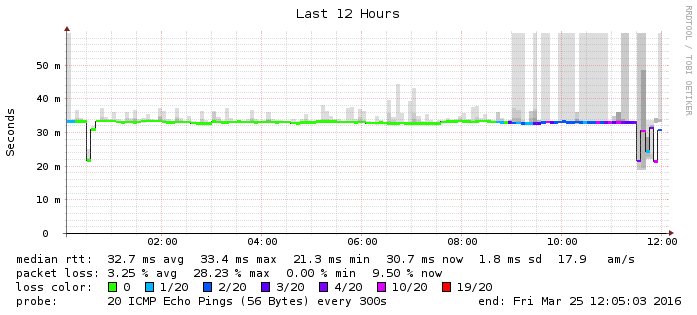 Last 12 Hours
RRDTOOL / TOBI OETIKER
Seconds
50 m
40 m
30 m
20 m
10 m
0
02:00 04:00 06:00 08:00 10:00 12:00
median rtt: 32.7 ms avg 33.4 ms max 21.3 ms min 30.7 ms now 1.8 ms sd 17.9 am/s
packet loss: 3.25 % avg 28.23 % max 0.00 % min 9.50 % now
loss color: 0 1/20 2/20 3/20 4/20 10/20 19/20
probe: 20 ICMP Echo Pings (56 Bytes) every 300s end: Fri Mar 25 12:05:03 2016